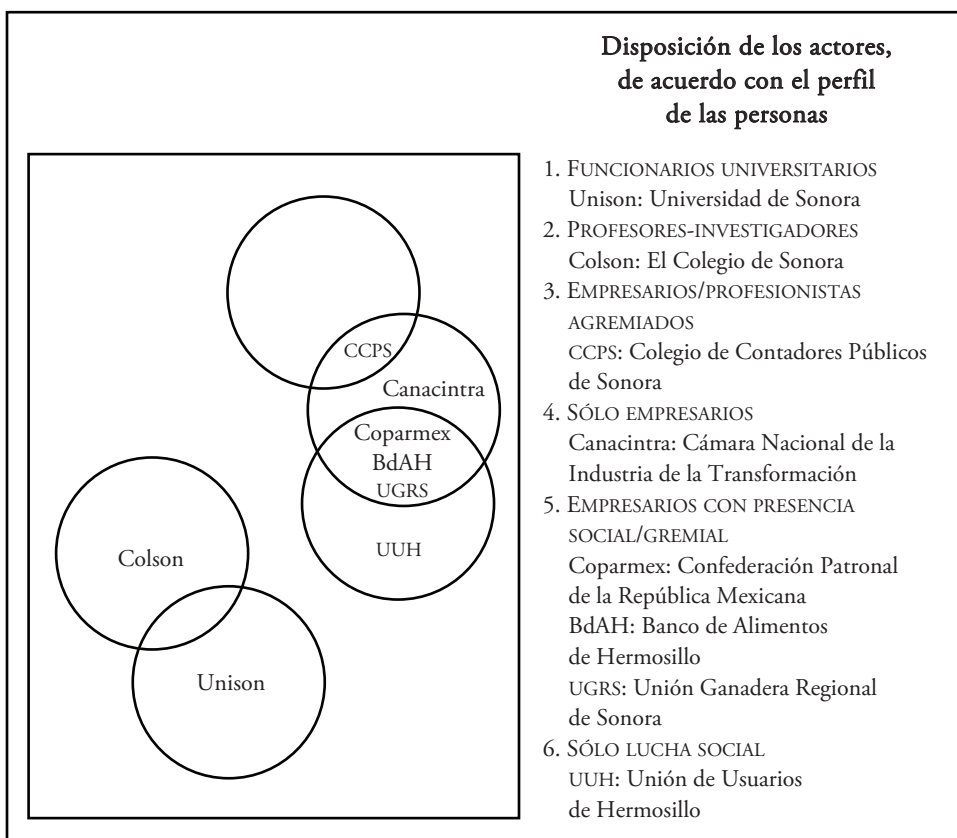 Disposición de los actores,
de acuerdo con el perfil
de las personas
CCPS
Canacintra
Coparmex
BdAH
UGRS
UUH
Colson
Unison
1. FUNCIONARIOS UNIVERSITARIOS
Unison: Universidad de Sonora
2. PROFESORES-INVESTIGADORES
Colson: El Colegio de Sonora
3. EMPRESARIOS/PROFESIONISTAS
AGREMIADOS
CCPS: Colegio de Contadores Públicos
de Sonora
4. SÓLO EMPRESARIOS
Canacintra: Cámara Nacional de la
Industria de la Transformación
5. EMPRESARIOS CON PRESENCIA
SOCIAL/GREMIAL
Coparmex: Confederación Patronal
de la República Mexicana
BdAH: Banco de Alimentos
de Hermosillo
UGRS: Unión Ganadera Regional
de Sonora
6. SÓLO LUCHA SOCIAL
UUH: Unión de Usuarios
de Hermosillo